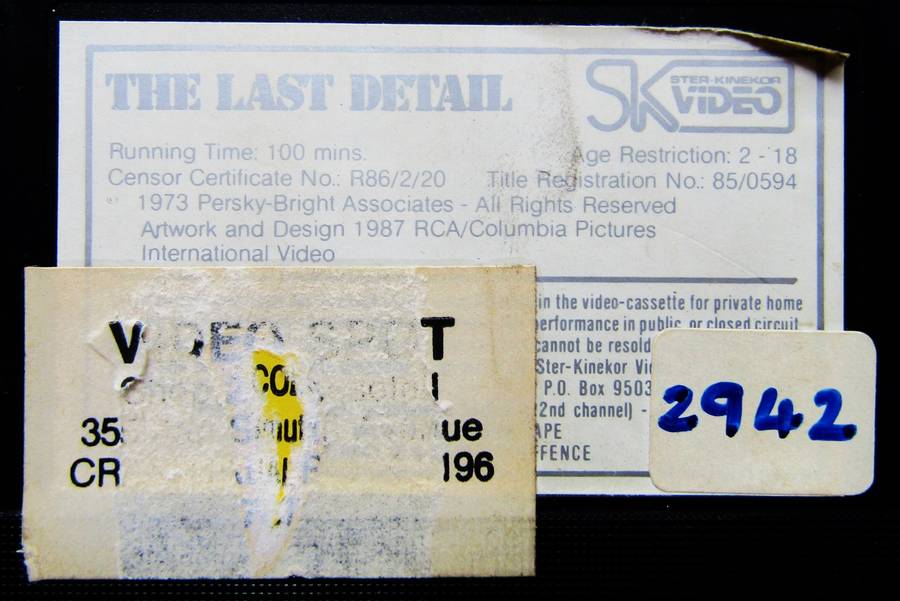 THE LAST DETAIL
SK STER-KINEKOR
VIDEO
Running Time: 100 mins.
Age Restriction: 2 - 18
Censor Certificate No.: R86/2/20
Title Registration No.: 85/0594
1973 Persky-Bright Associates - All Rights Reserved
Artwork and Design 1987 RCA/Columbia Pictures
International Video
in the video-cassette for private home
performance in public, or closed circuit
cannot be resold
Ster-Kinekor
P.O. Box 9503
(2nd channel) -
VIDEO SPOT
35
ue
CR
196
2942